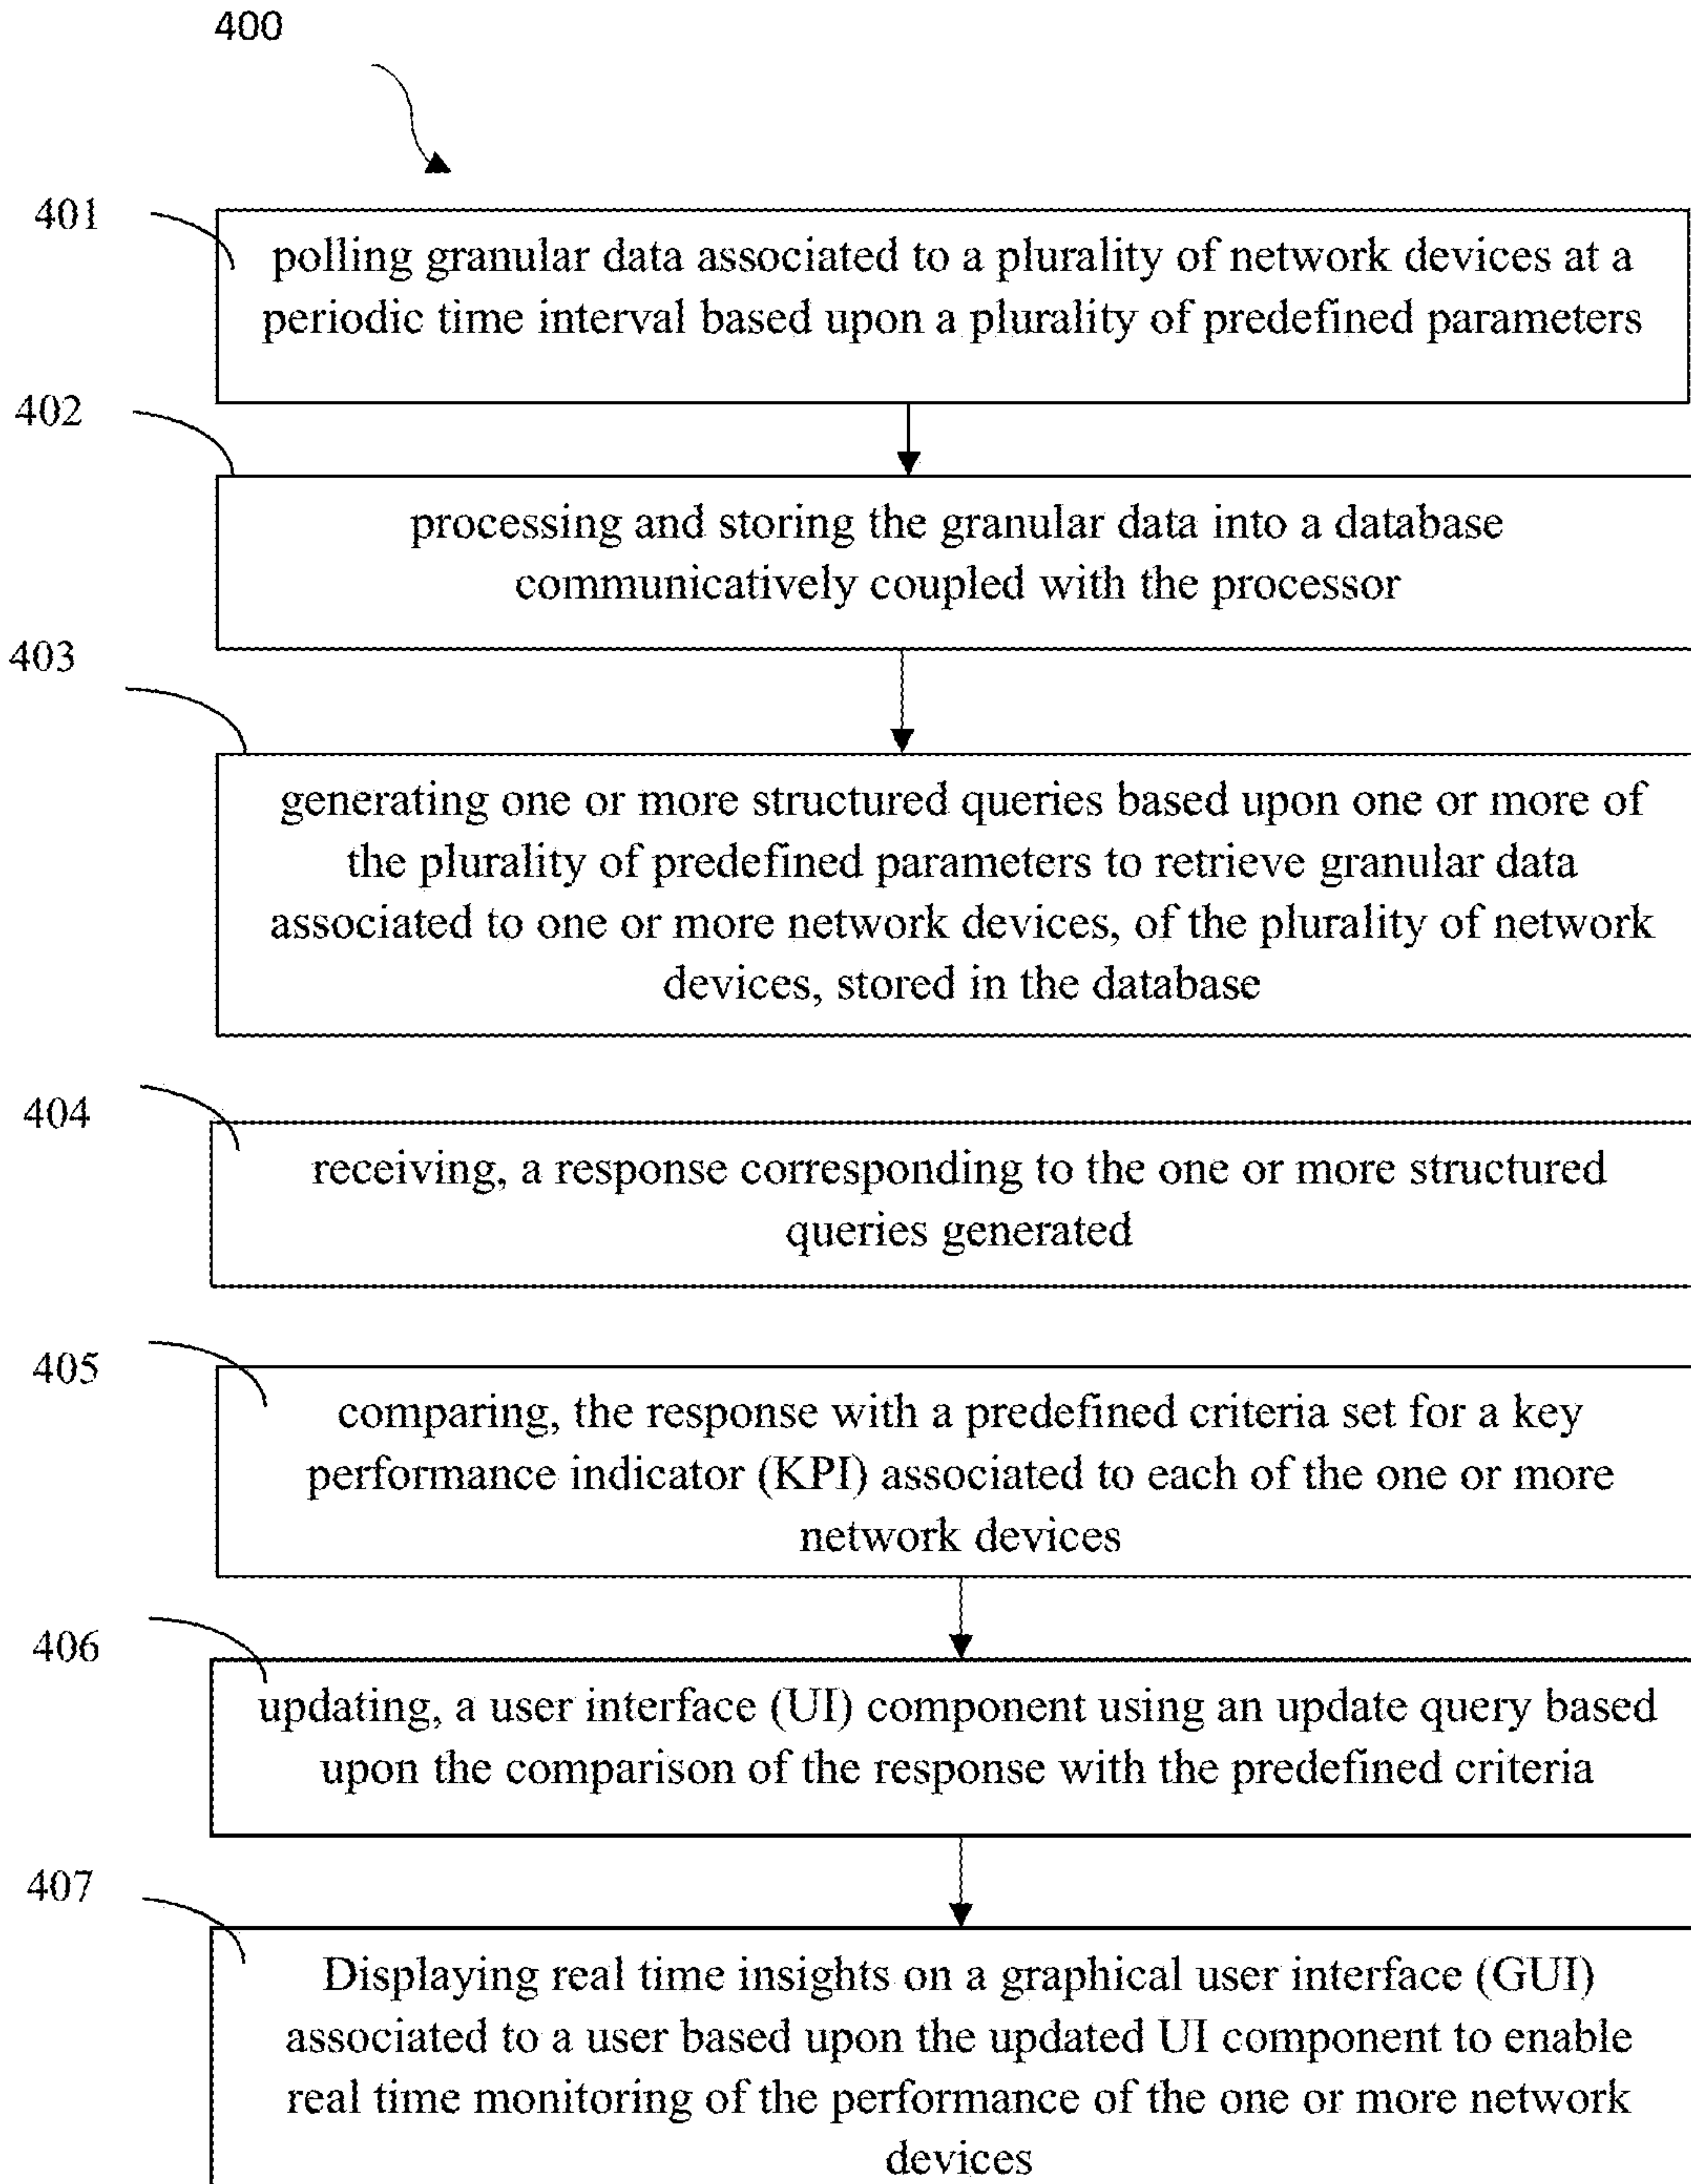 400
401
polling granular data associated to a plurality of network devices at a
periodic time interval based upon a plurality of predefined parameters
402
processing and storing the granular data into a database
communicatively coupled with the processor
403
generating one or more structured queries based upon one or more of
the plurality of predefined parameters to retrieve granular data
associated to one or more network devices, of the plurality of network
devices, stored in the database
404
receiving, a response corresponding to the one or more structured
queries generated
405
comparing, the response with a predefined criteria set for a key
performance indicator (KPI) associated to each of the one or more
network devices
406
updating, a user interface (UI) component using an update query based
upon the comparison of the response with the predefined criteria
407
Displaying real time insights on a graphical user interface (GUI)
associated to a user based upon the updated UI component to enable
real time monitoring of the performance of the one or more network
devices